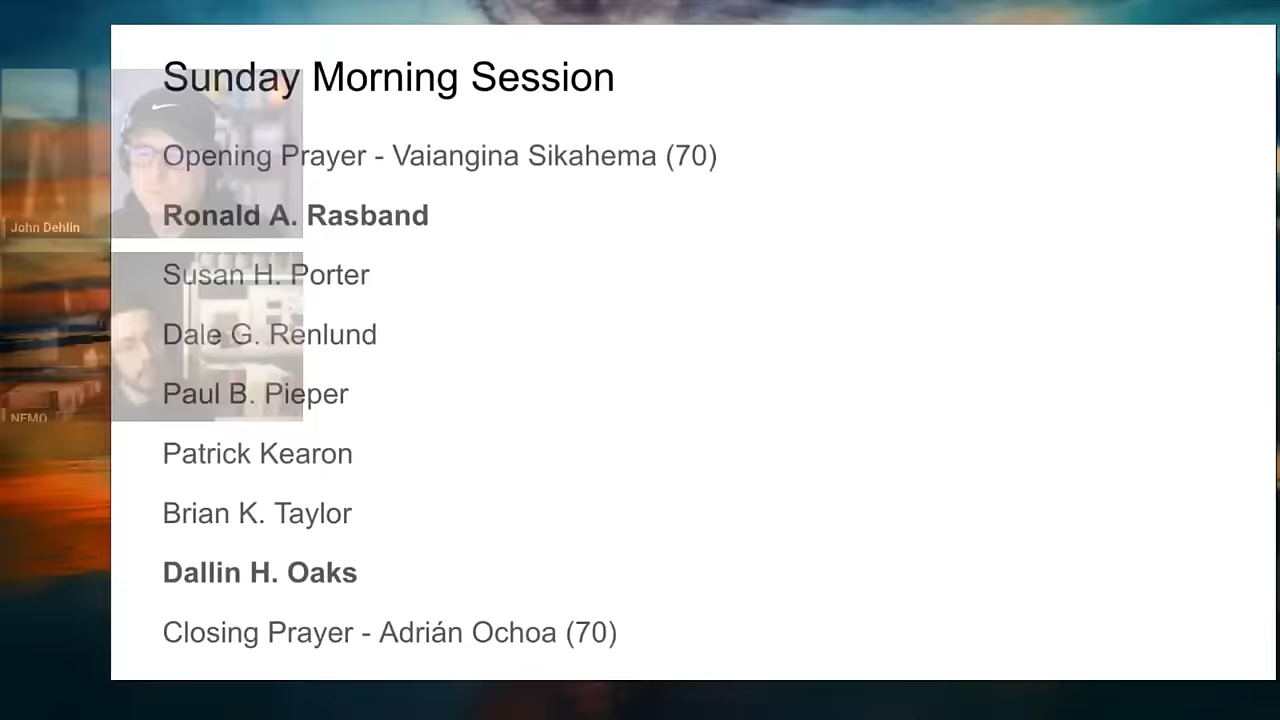 Sunday Morning Session
Opening Prayer - Vaiangina Sikahema (70)
Ronald A. Rasband
John Dehlin
Susan H. Porter
Dale G. Renlund
Paul B. Pieper
NEMO
Patrick Kearon
Brian K. Taylor
Dallin H. Oaks
Closing Prayer - Adrián Ochoa (70)